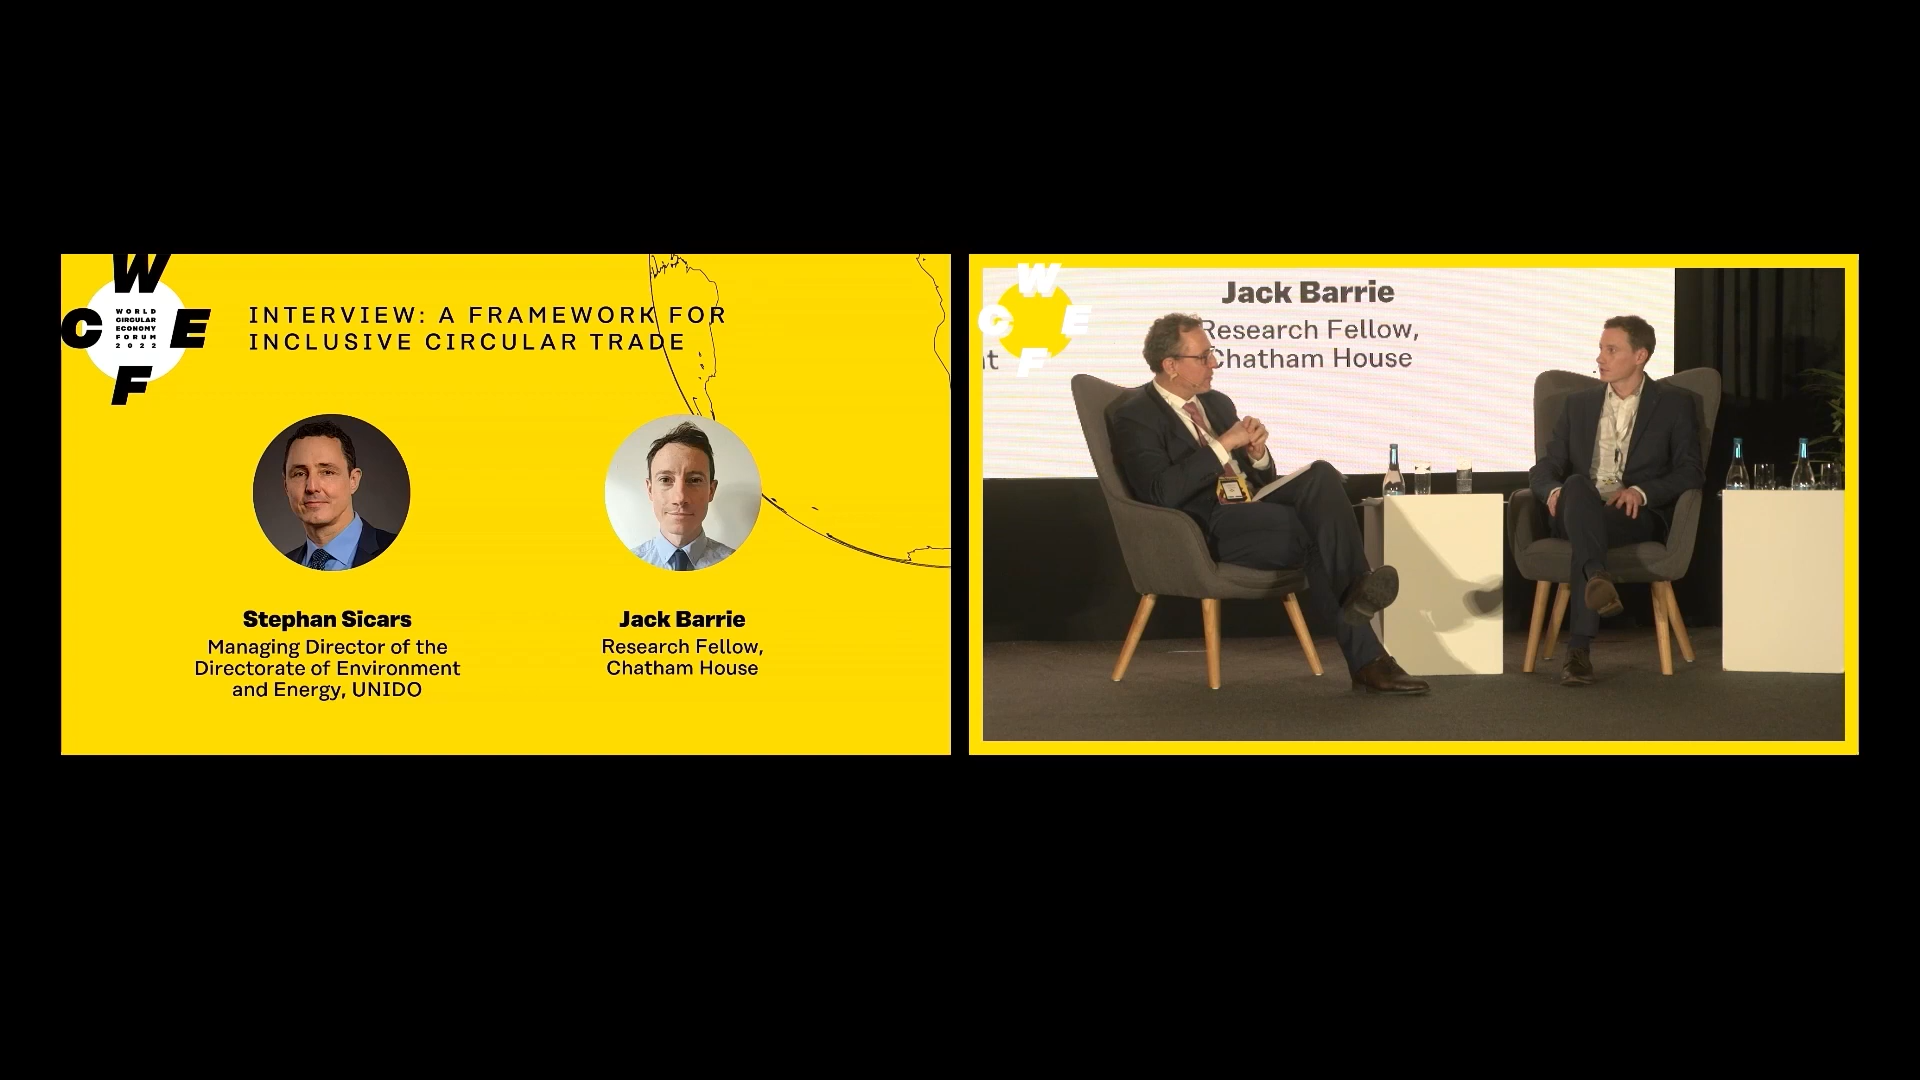 W
C E
F
WORLD
CIRCULAR
ECONOMY
FORUM
2022
INTERVIEW: A FRAMEWORK FOR
INCLUSIVE CIRCULAR TRADE
Stephan Sicars
Managing Director of the
Directorate of Environment
and Energy, UNIDO
Jack Barrie
Research Fellow,
Chatham House
W
C E
F
Jack Barrie
Research Fellow,
Chatham House
nt